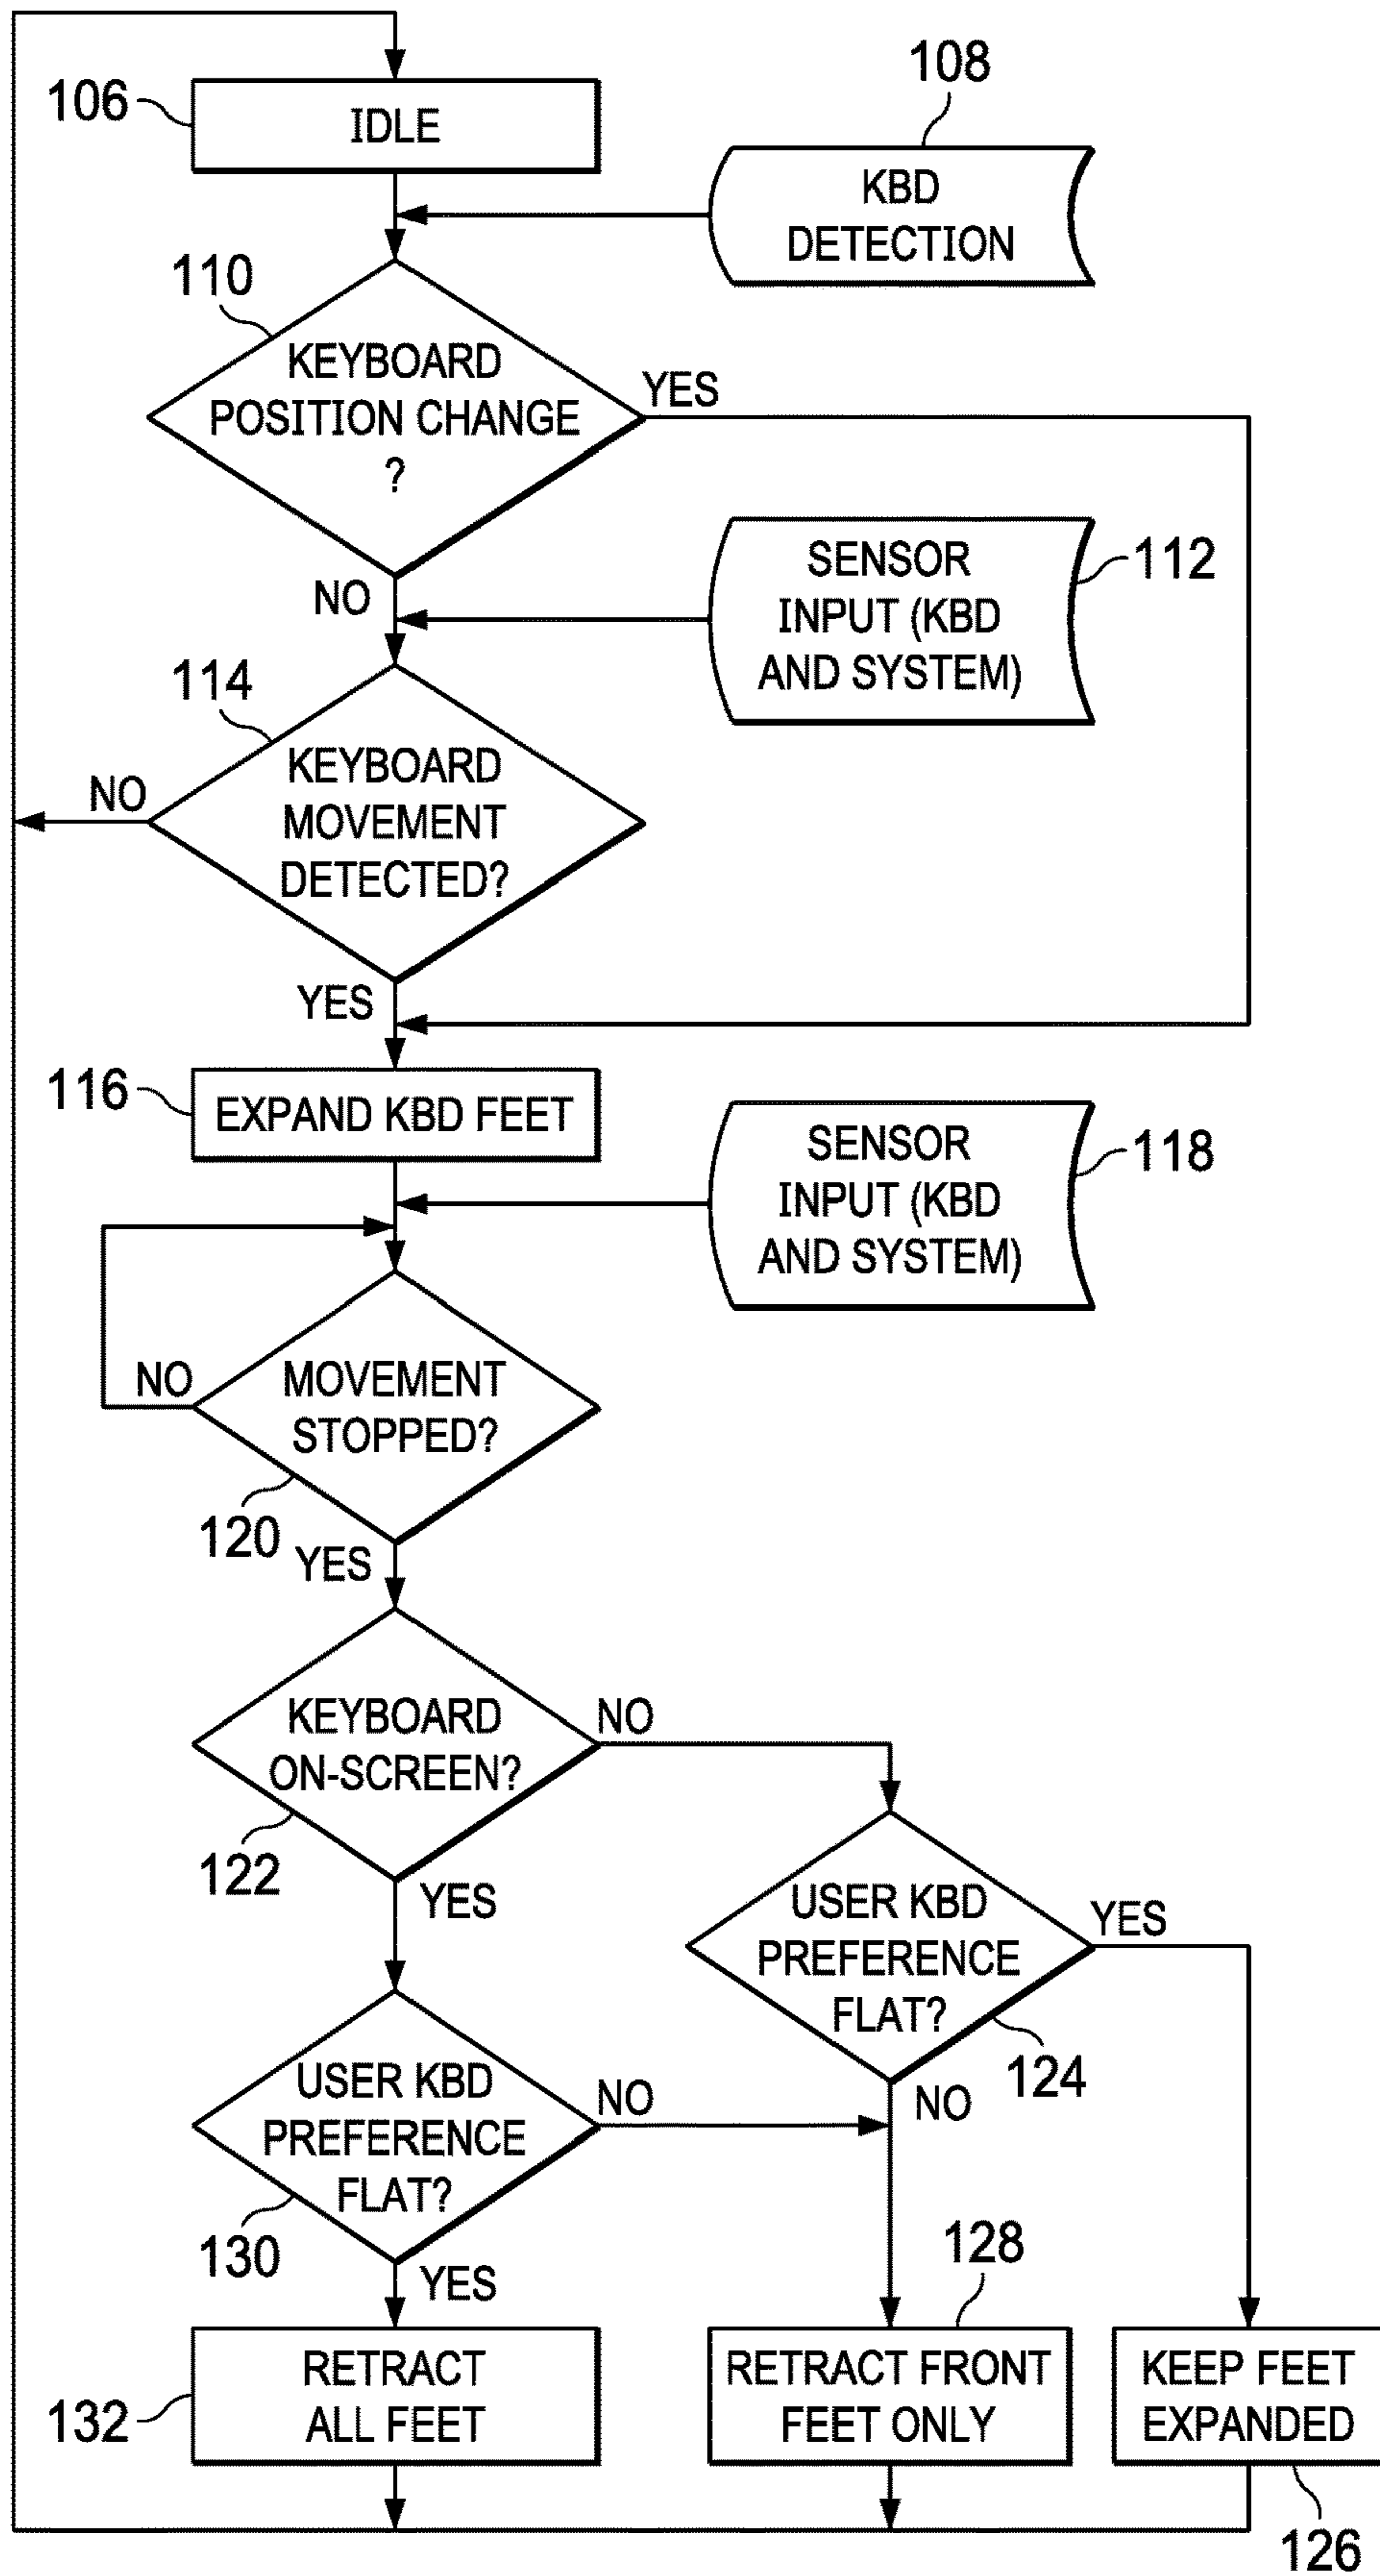 106
IDLE
108
KBD
DETECTION
110
KEYBOARD
POSITION CHANGE
?
YES
NO
SENSOR
INPUT (KBD
AND SYSTEM)
112
114
KEYBOARD
MOVEMENT
DETECTED?
NO
YES
116
EXPAND KBD FEET
SENSOR
INPUT (KBD
AND SYSTEM)
118
MOVEMENT
STOPPED?
NO
120
YES
KEYBOARD
ON-SCREEN?
NO
122
YES
USER KBD
PREFERENCE
FLAT?
YES
124
NO
USER KBD
PREFERENCE
FLAT?
NO
130
YES
128
132
RETRACT
ALL FEET
RETRACT FRONT
FEET ONLY
KEEP FEET
EXPANDED
126